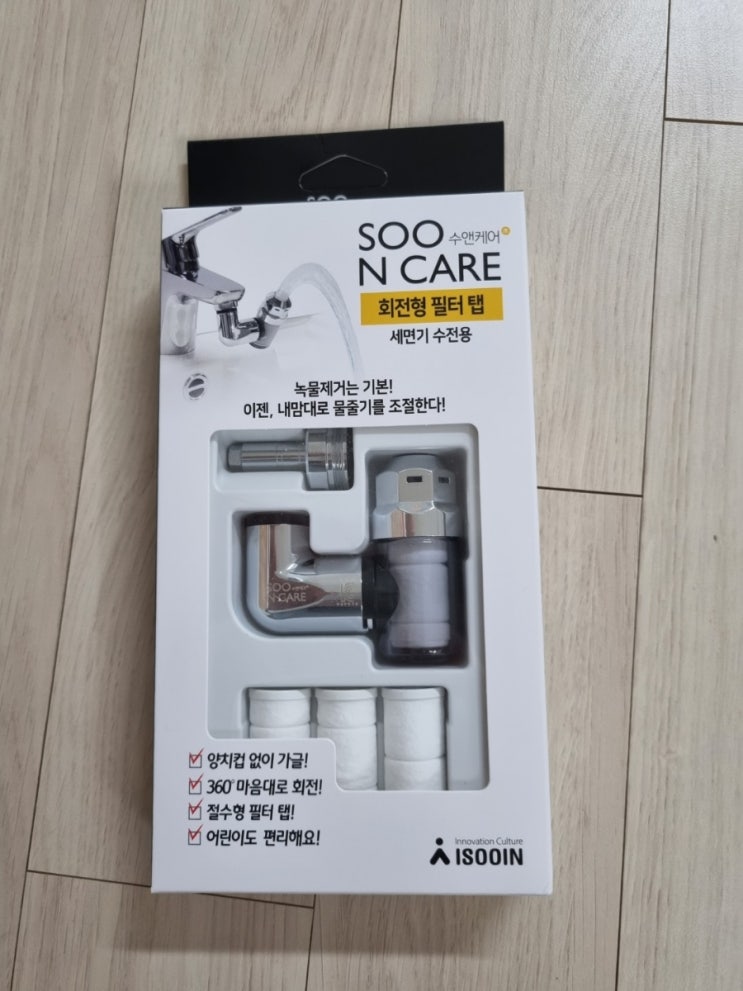 SOO 수앤케어
N CARE
회전형 필터 탭
세면기 수전용
녹물제거는 기본!
이젠, 내맘대로 물줄기를 조절한다!
SOO
N CARE
양치컵 없이 가글!
360° 마음대로 회전!
절수형 필터 탭!
어린이도 편리해요!
Innovation Culture
ISOOIN